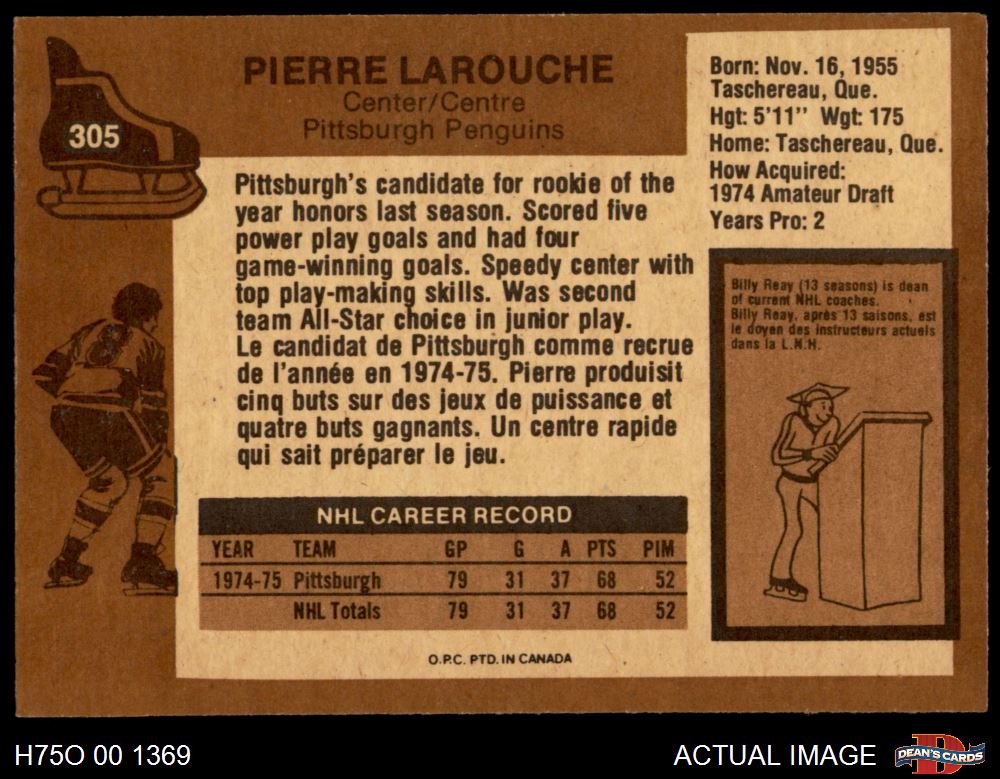 305
PIERRE LAROUCHE
Center/Centre
Pittsburgh Penguins
Born: Nov. 16, 1955
Taschereau, Que.
Hgt: 5'11" Wgt: 175
Home: Taschereau, Que.
How Acquired:
1974 Amateur Draft
Years Pro: 2
Pittsburgh's candidate for rookie of the
year honors last season. Scored five
power play goals and had four
game-winning goals. Speedy center with
top play-making skills. Was second
team All-Star choice in junior play.
Le candidat de Pittsburgh comme recrue
de l'année en 1974-75. Pierre produisit
cinq buts sur des jeux de puissance et
quatre buts gagnants. Un centre rapide
qui sait préparer le jeu.
Billy Reay (13 seasons) is dean
of current NHL coaches.
Billy Reay, après 13 saisons, est
le doyen des instructeurs actuels
dans la L.N.H.
NHL CAREER RECORD
YEAR TEAM GP G A PTS PIM
1974-75 Pittsburgh 79 31 37 68 52
NHL Totals 79 31 37 68 52
O.P.C. PTD. IN CANADA
H75O 00 1369
ACTUAL IMAGE
DEAN'S CARDS